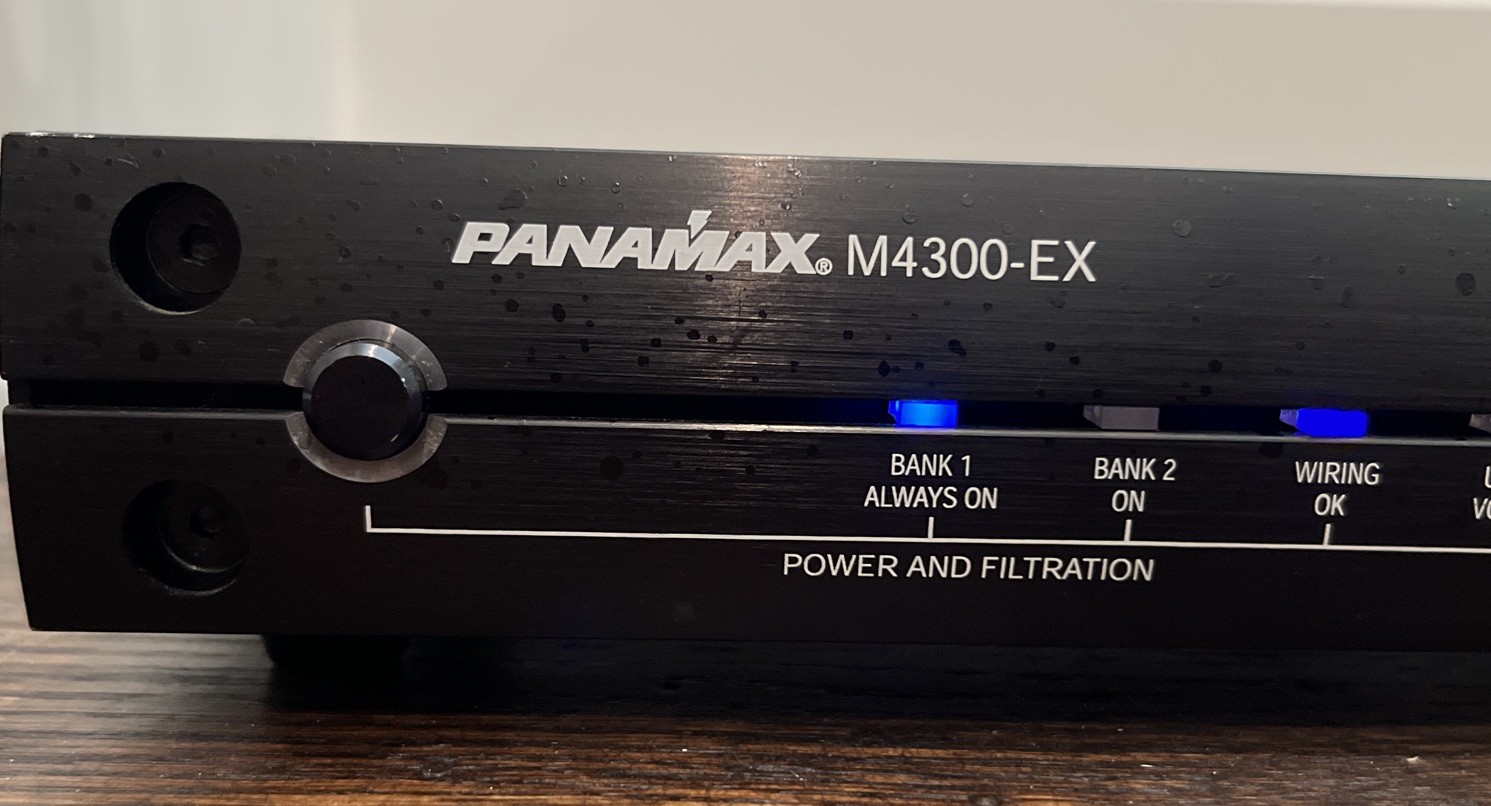 PANAMAX® M4300-EX
BANK 1
ALWAYS ON
BANK 2
ON
WIRING
OK
POWER AND FILTRATION